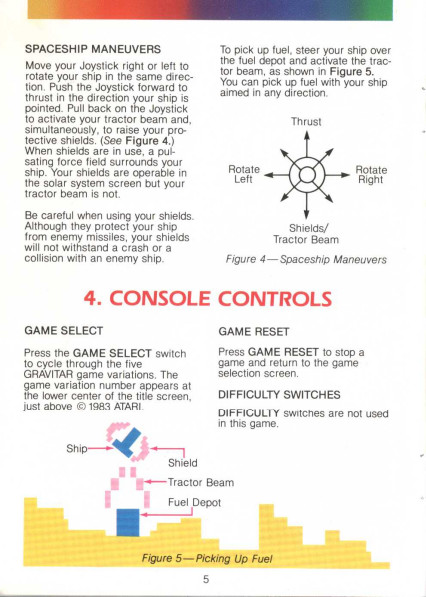 SPACESHIP MANEUVERS
Move your Joystick right or left to
rotate your ship in the same direc-
tion. Push the Joystick forward to
thrust in the direction your ship is
pointed. Pull back on the Joystick
to activate your tractor beam and,
simultaneously, to raise your pro-
tective shields. (See Figure 4.)
When shields are in use, a pul-
sating force field surrounds your
ship. Your shields are operable in
the solar system screen but your
tractor beam is not.
Be careful when using your shields.
Although they protect your ship
from enemy missiles, your shields
will not withstand a crash or a
collision with an enemy ship.
To pick up fuel, steer your ship over
the fuel depot and activate the trac-
tor beam, as shown in Figure 5.
You can pick up fuel with your ship
aimed in any direction.
Thrust
Rotate
Left
Rotate
Right
Shields/
Tractor Beam
Figure 4—Spaceship Maneuvers
4. CONSOLE CONTROLS
GAME SELECT
Press the GAME SELECT switch
to cycle through the five
GRAVITAR game variations. The
game variation number appears at
the lower center of the title screen,
just above © 1983 ATARI.
GAME RESET
Press GAME RESET to stop a
game and return to the game
selection screen.
DIFFICULTY SWITCHES
DIFFICULTY switches are not used
in this game.
Ship
Shield
Tractor Beam
Fuel Depot
Figure 5—Picking Up Fuel
5